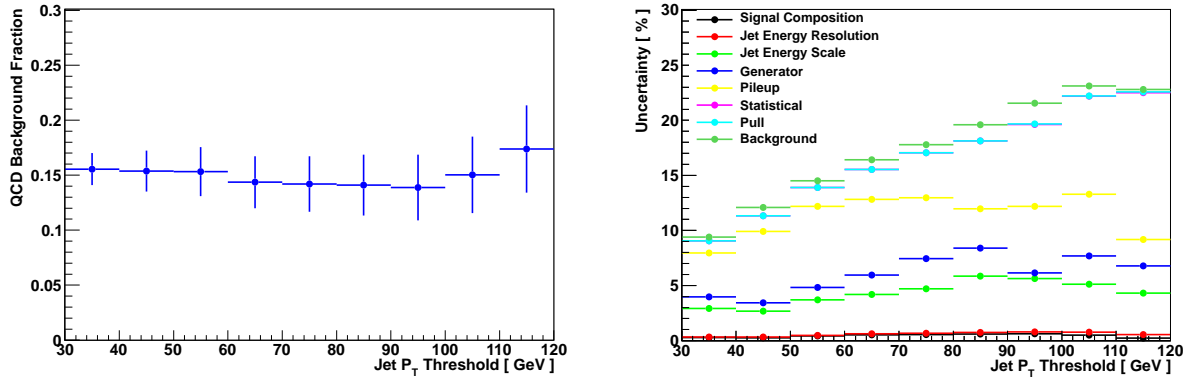 QCD Background Fraction
0.3
0.25
0.2
0.15
0.1
0.05
0
30 40 50 60 70 80 90 100 110 120
Jet P_T Threshold [ GeV ]
Uncertainty [ % ]
30
25
20
15
10
5
0
Signal Composition
Jet Energy Resolution
Jet Energy Scale
Generator
Pileup
Statistical
Pull
Background
30 40 50 60 70 80 90 100 110 120
Jet P_T Threshold [ GeV ]